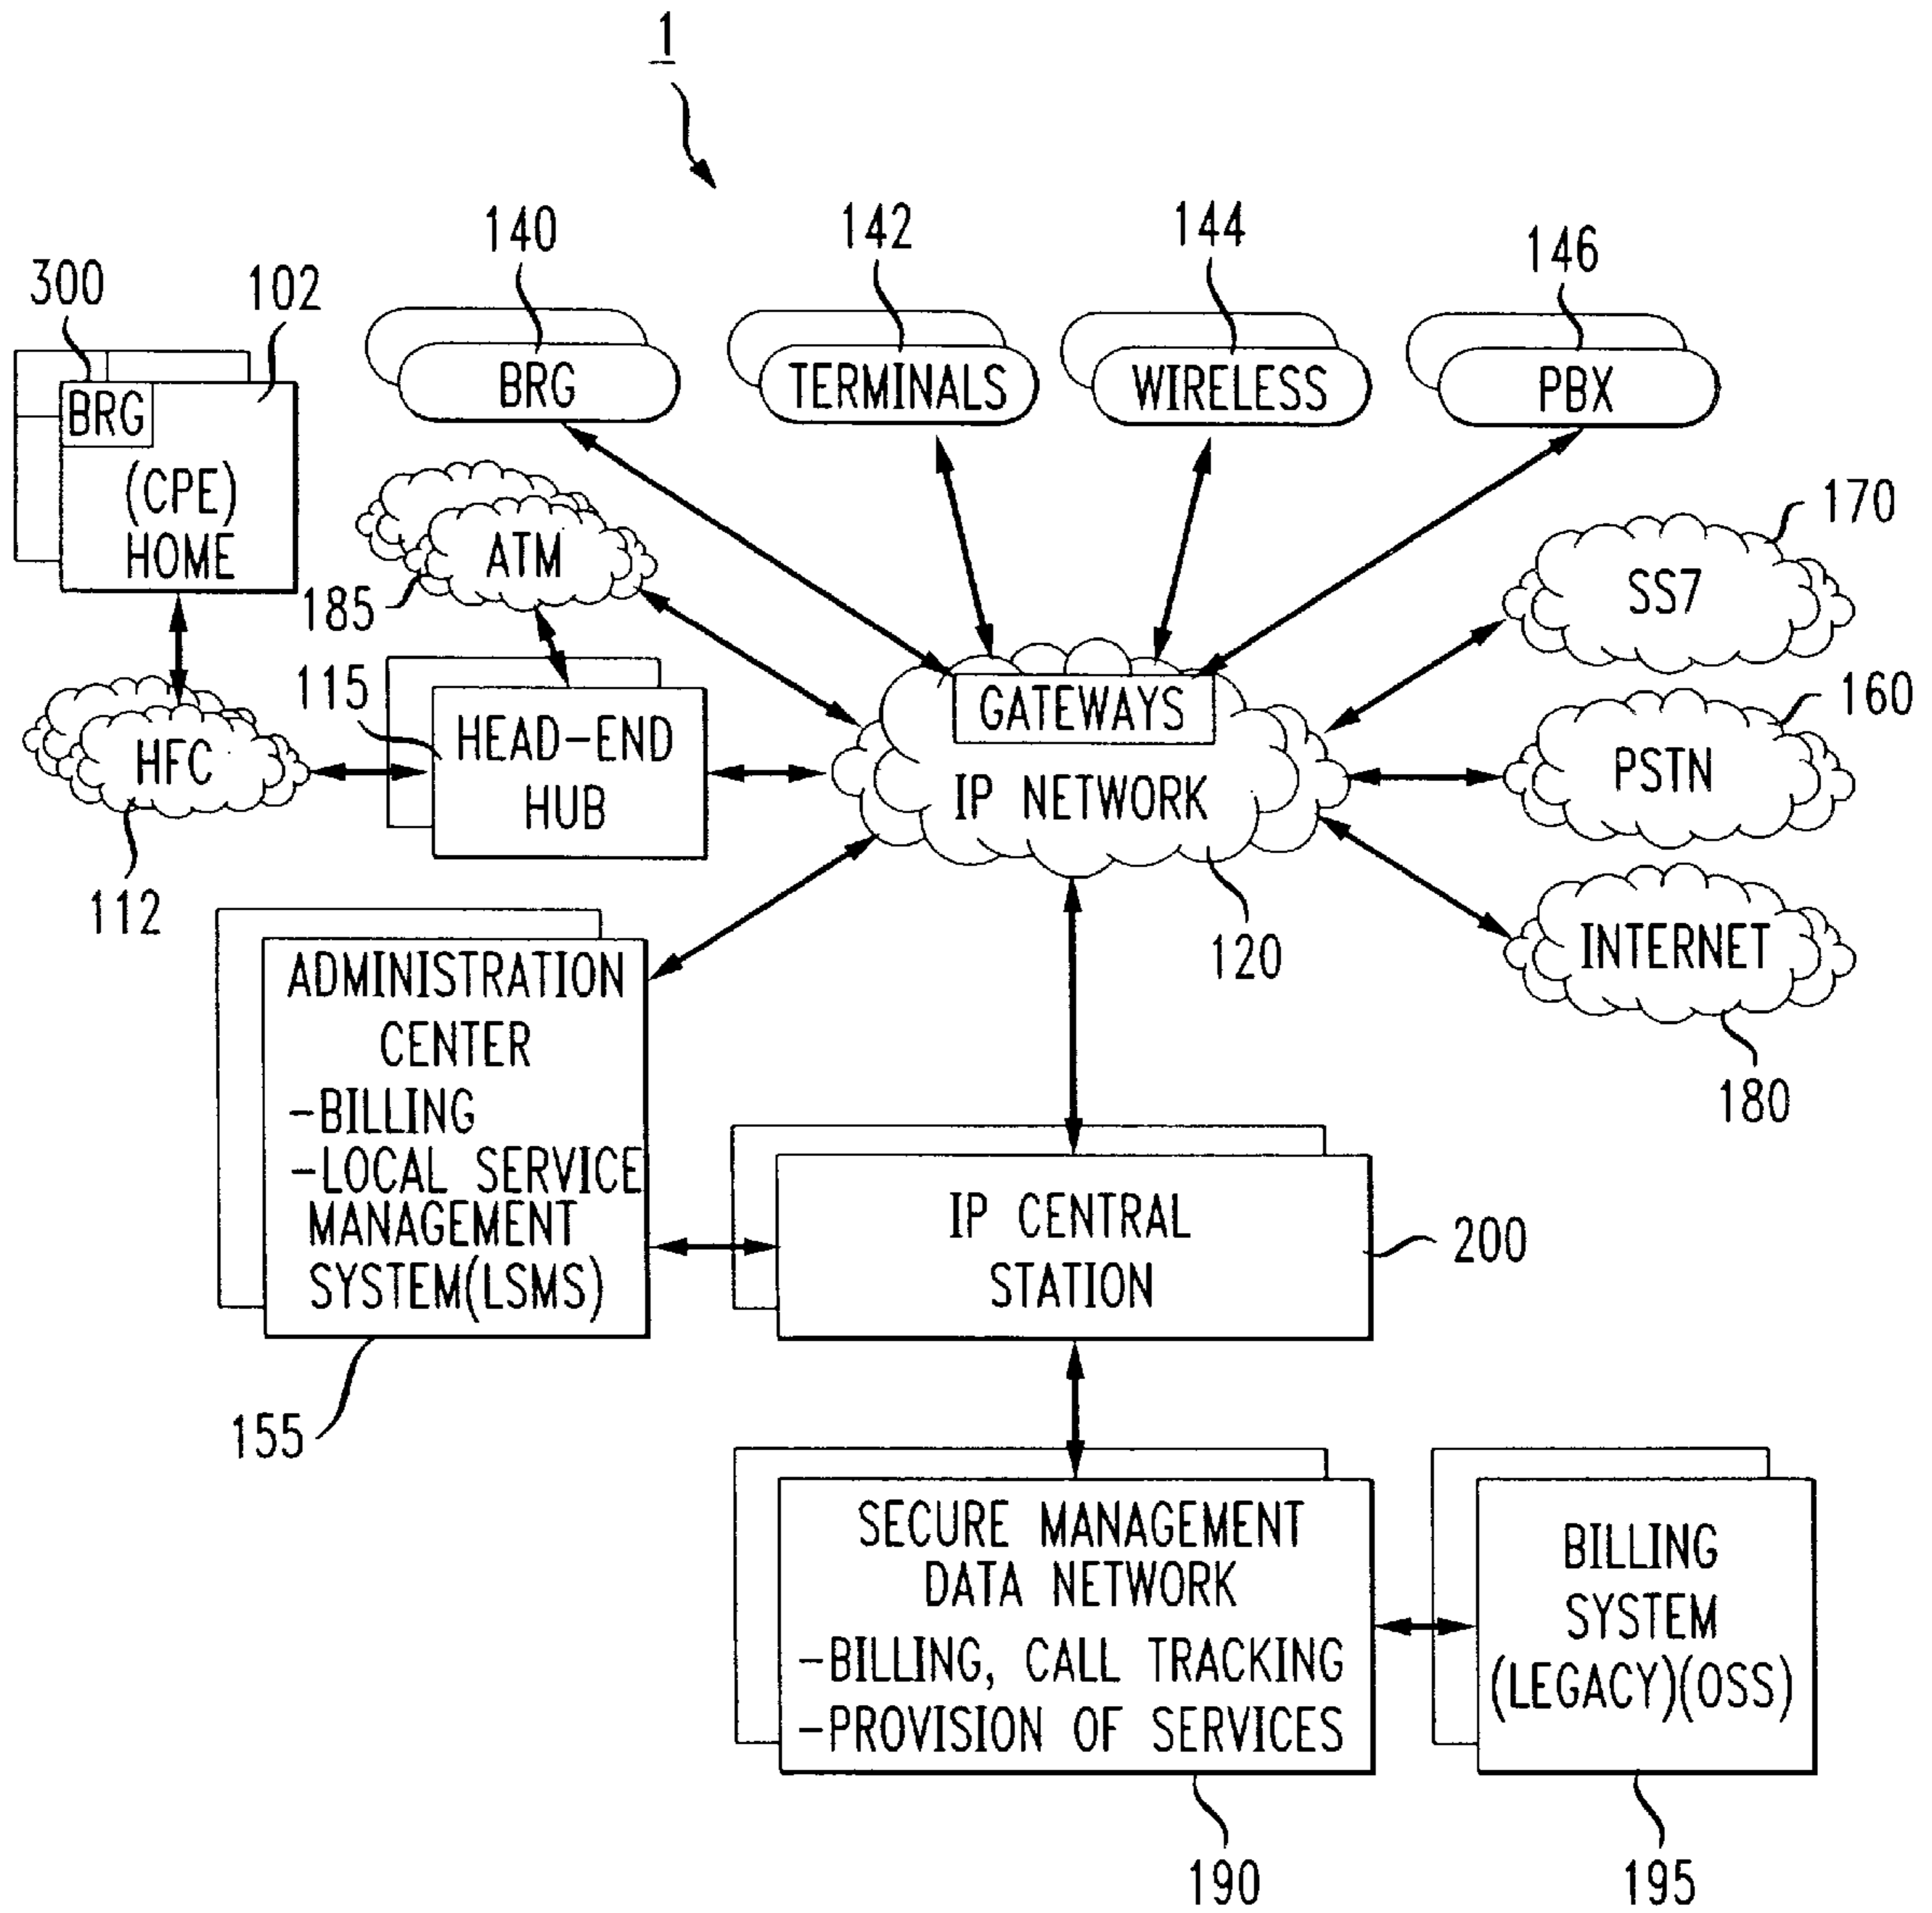 1
140
142
144
146
300
102
BRG
TERMINALS
WIRELESS
PBX
BRG
(CPE)
HOME
ATM
185
170
SS7
115
GATEWAYS
160
HEAD-END
HUB
HFC
IP NETWORK
PSTN
112
120
INTERNET
180
ADMINISTRATION
CENTER
-BILLING
-LOCAL SERVICE
MANAGEMENT
SYSTEM(LSMS)
155
IP CENTRAL
STATION
200
SECURE MANAGEMENT
DATA NETWORK
-BILLING, CALL TRACKING
-PROVISION OF SERVICES
190
BILLING
SYSTEM
(LEGACY)(OSS)
195